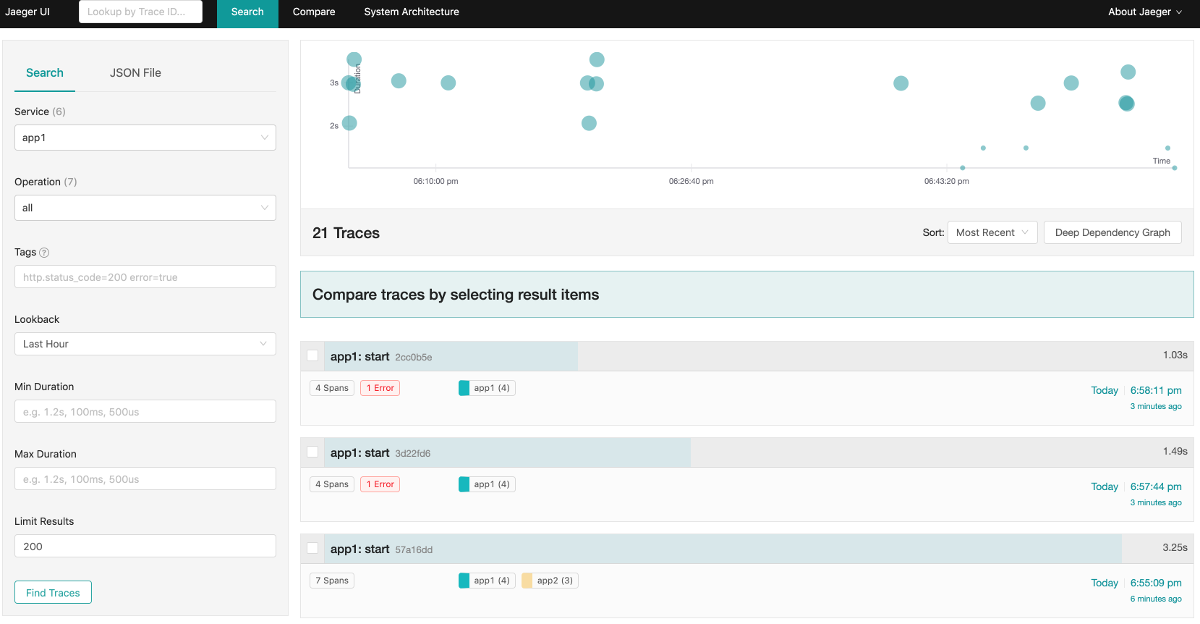 Jaeger UI
Lookup by Trace ID...
Search
Compare
System Architecture
About Jaeger
Search
JSON File
Service (6)
app1
Operation (7)
all
Tags
http.status_code=200 error=true
Lookback
Last Hour
Min Duration
e.g. 1.2s, 100ms, 500us
Max Duration
e.g. 1.2s, 100ms, 500us
Limit Results
200
Find Traces
Duration
3s
2s
Time
06:10:00 pm
06:26:40 pm
06:43:20 pm
21 Traces
Sort:
Most Recent
Deep Dependency Graph
Compare traces by selecting result items
app1: start 2cc0b5e
1.03s
4 Spans
1 Error
app1 (4)
Today
6:58:11 pm
3 minutes ago
app1: start 3d22fd6
1.49s
4 Spans
1 Error
app1 (4)
Today
6:57:44 pm
3 minutes ago
app1: start 57a16dd
3.25s
7 Spans
app1 (4)
app2 (3)
Today
6:55:09 pm
6 minutes ago